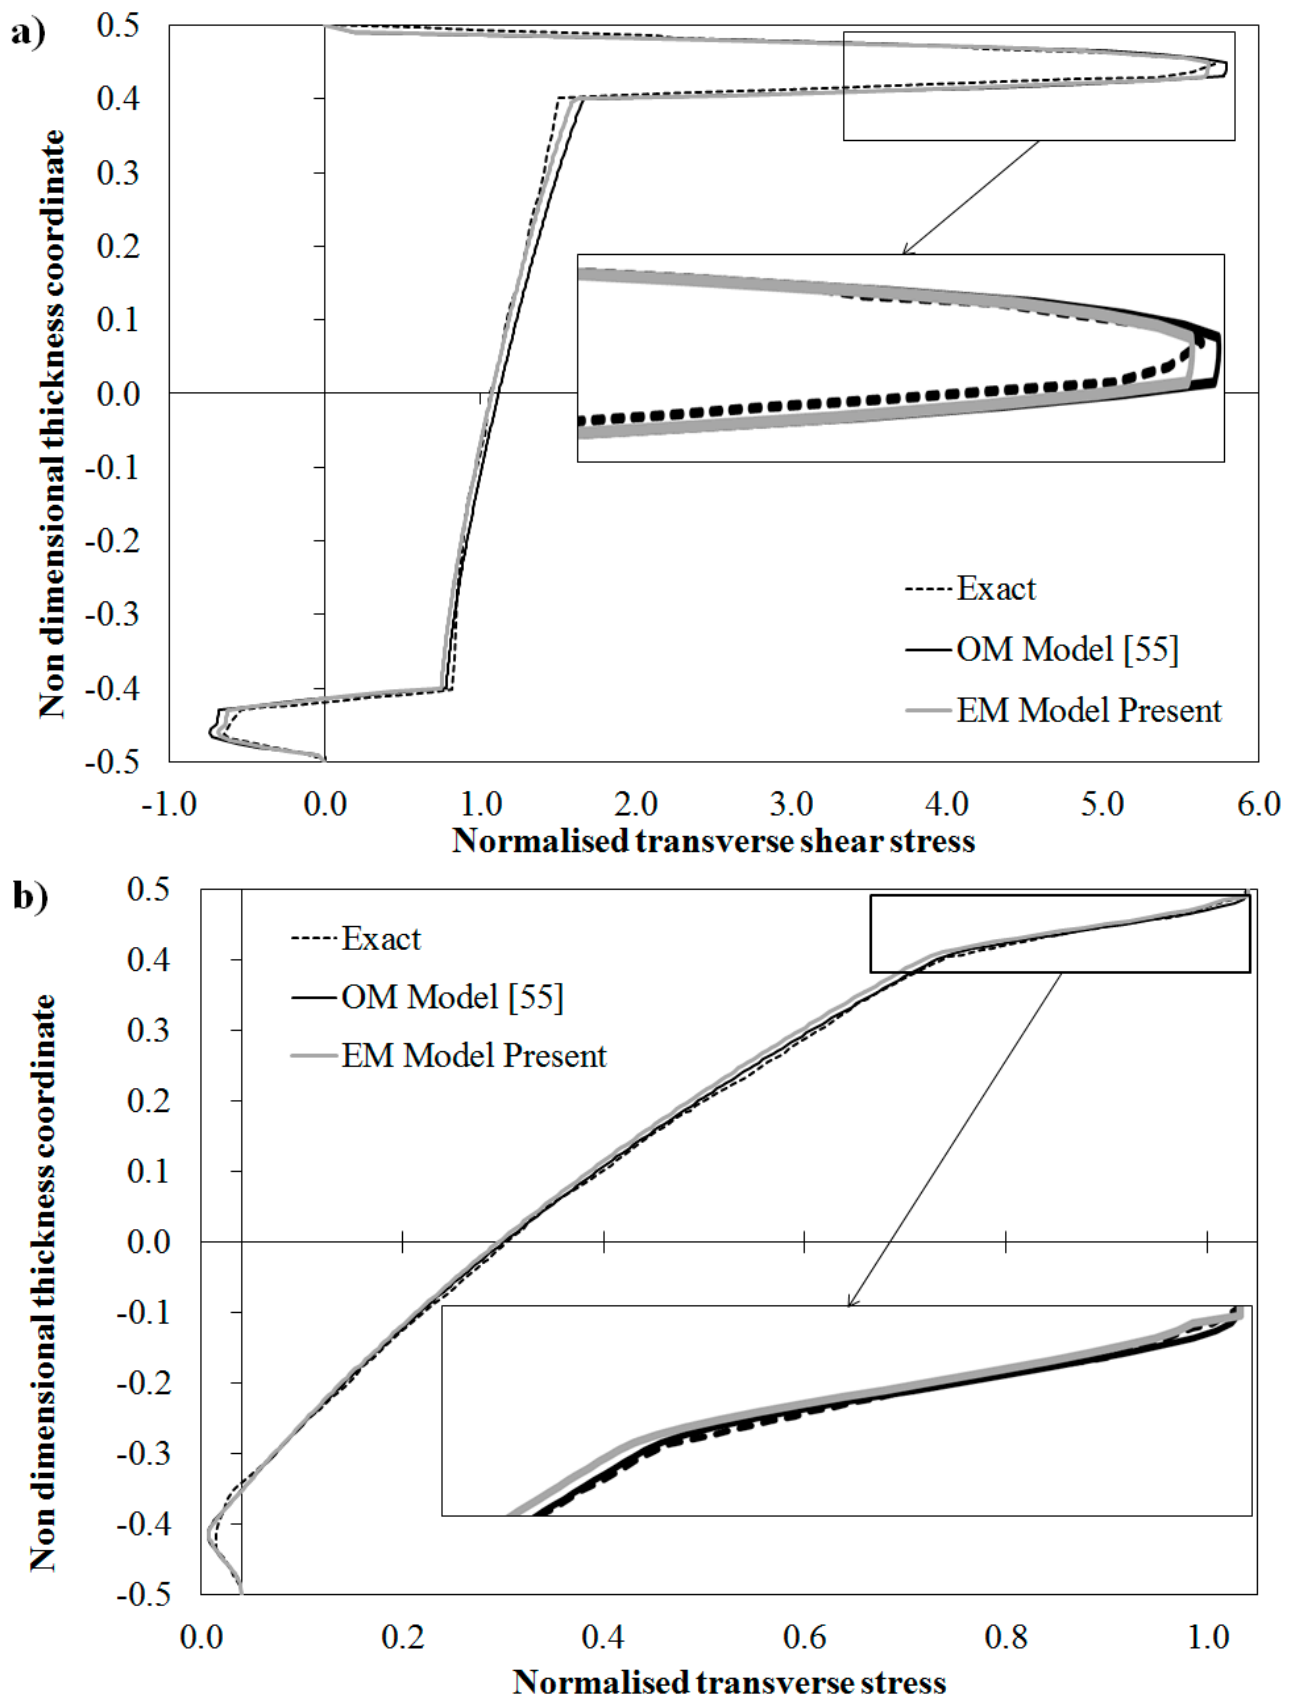 a)
Non dimensional thickness coordinate
0.5
0.4
0.3
0.2
0.1
0.0
-0.1
-0.2
-0.3
-0.4
-0.5
Exact
OM Model [55]
EM Model Present
-1.0 0.0 1.0 2.0 3.0 4.0 5.0 6.0
Normalised transverse shear stress
b)
Non dimensional thickness coordinate
0.5
0.4
0.3
0.2
0.1
0.0
-0.1
-0.2
-0.3
-0.4
-0.5
Exact
OM Model [55]
EM Model Present
0.0 0.2 0.4 0.6 0.8 1.0
Normalised transverse stress